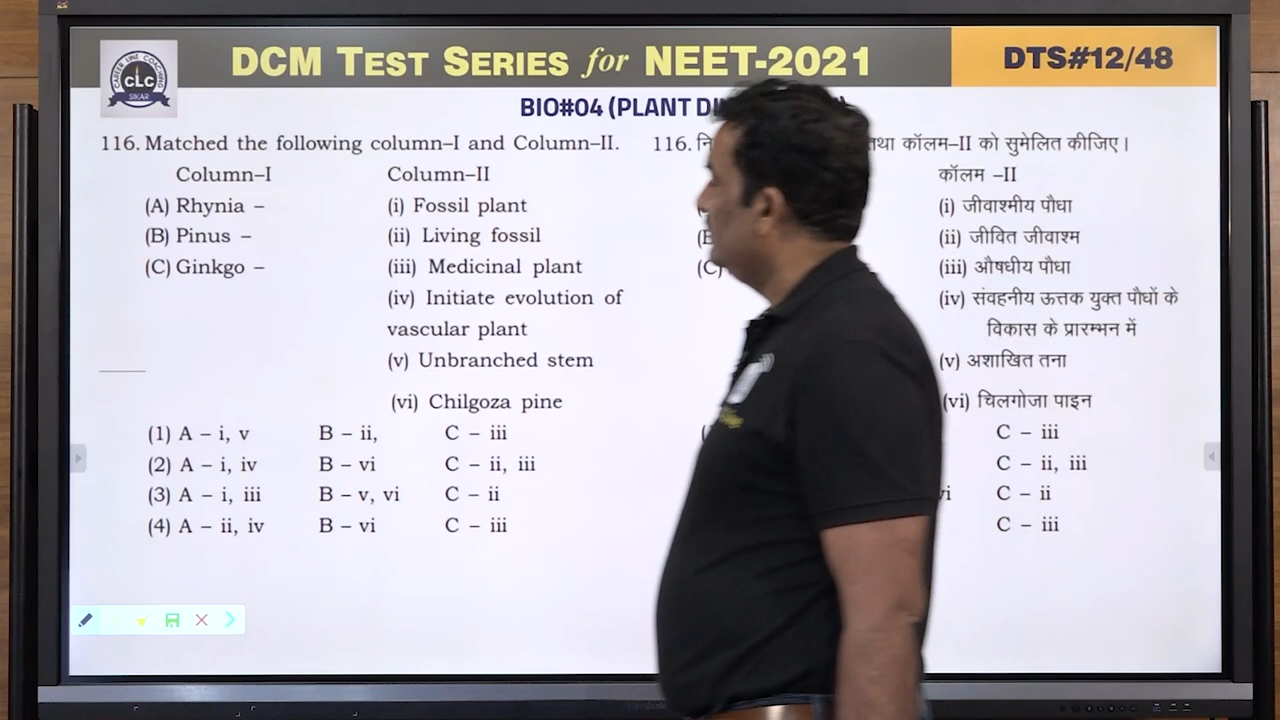 DCM TEST SERIES for NEET-2021
DTS#12/48
CAREER LINE COACHING
CLC
SIKAR
BIO#04 (PLANT
116. Matched the following column–I and Column–II.
Column–I Column–II
(A) Rhynia – (i) Fossil plant
(B) Pinus – (ii) Living fossil
(C) Ginkgo – (iii) Medicinal plant
(iv) Initiate evolution of
vascular plant
(v) Unbranched stem
(vi) Chilgoza pine
(1) A – i, v B – ii, C – iii
(2) A – i, iv B – vi C – ii, iii
(3) A – i, iii B – v, vi C – ii
(4) A – ii, iv B – vi C – iii
116. तथा कॉलम–II को सुमेलित कीजिए।
कॉलम –II
(i) जीवाश्मीय पौधा
(ii) जीवित जीवाश्म
(C) (iii) औषधीय पौधा
(iv) संवहनीय ऊत्तक युक्त पौधों के
विकास के प्रारम्भन में
(v) अशाखित तना
(vi) चिलगोजा पाइन
C – iii
C – ii, iii
vi C – ii
C – iii